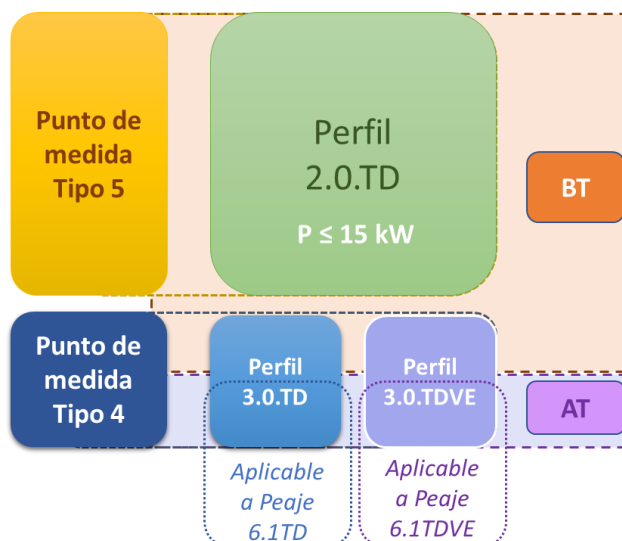 Punto de
medida
Tipo 5
Perfil
2.0.TD
P ≤ 15 kW
BT
Punto de
medida
Tipo 4
Perfil
3.0.TD
Perfil
3.0.TDVE
AT
Aplicable
a Peaje
6.1TD
Aplicable
a Peaje
6.1TDVE